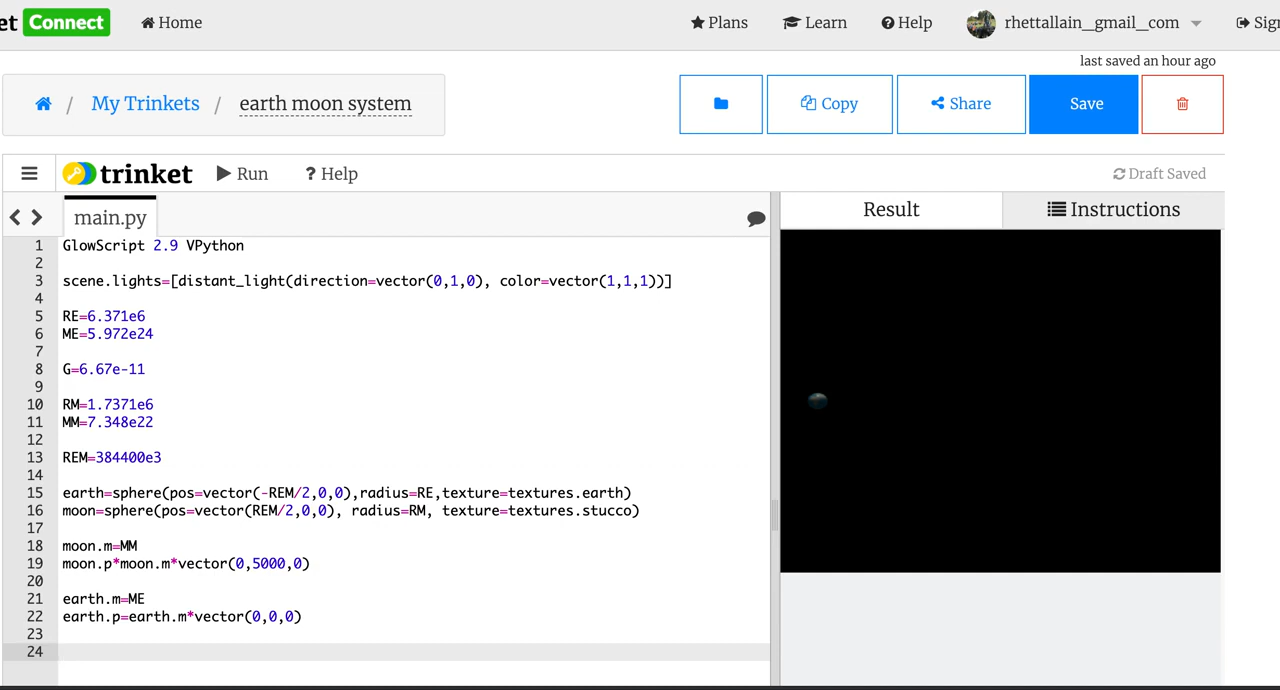 et Connect Home Plans Learn Help rhettallain_gmail_com Sign
last saved an hour ago
/ My Trinkets / earth moon system Copy Share Save
trinket Run ? Help Draft Saved
main.py Result Instructions
1 GlowScript 2.9 VPython
2
3 scene.lights=[distant_light(direction=vector(0,1,0), color=vector(1,1,1))]
4
5 RE=6.371e6
6 ME=5.972e24
7
8 G=6.67e-11
9
10 RM=1.7371e6
11 MM=7.348e22
12
13 REM=384400e3
14
15 earth=sphere(pos=vector(-REM/2,0,0),radius=RE,texture=textures.earth)
16 moon=sphere(pos=vector(REM/2,0,0), radius=RM, texture=textures.stucco)
17
18 moon.m=MM
19 moon.p*moon.m*vector(0,5000,0)
20
21 earth.m=ME
22 earth.p=earth.m*vector(0,0,0)
23
24